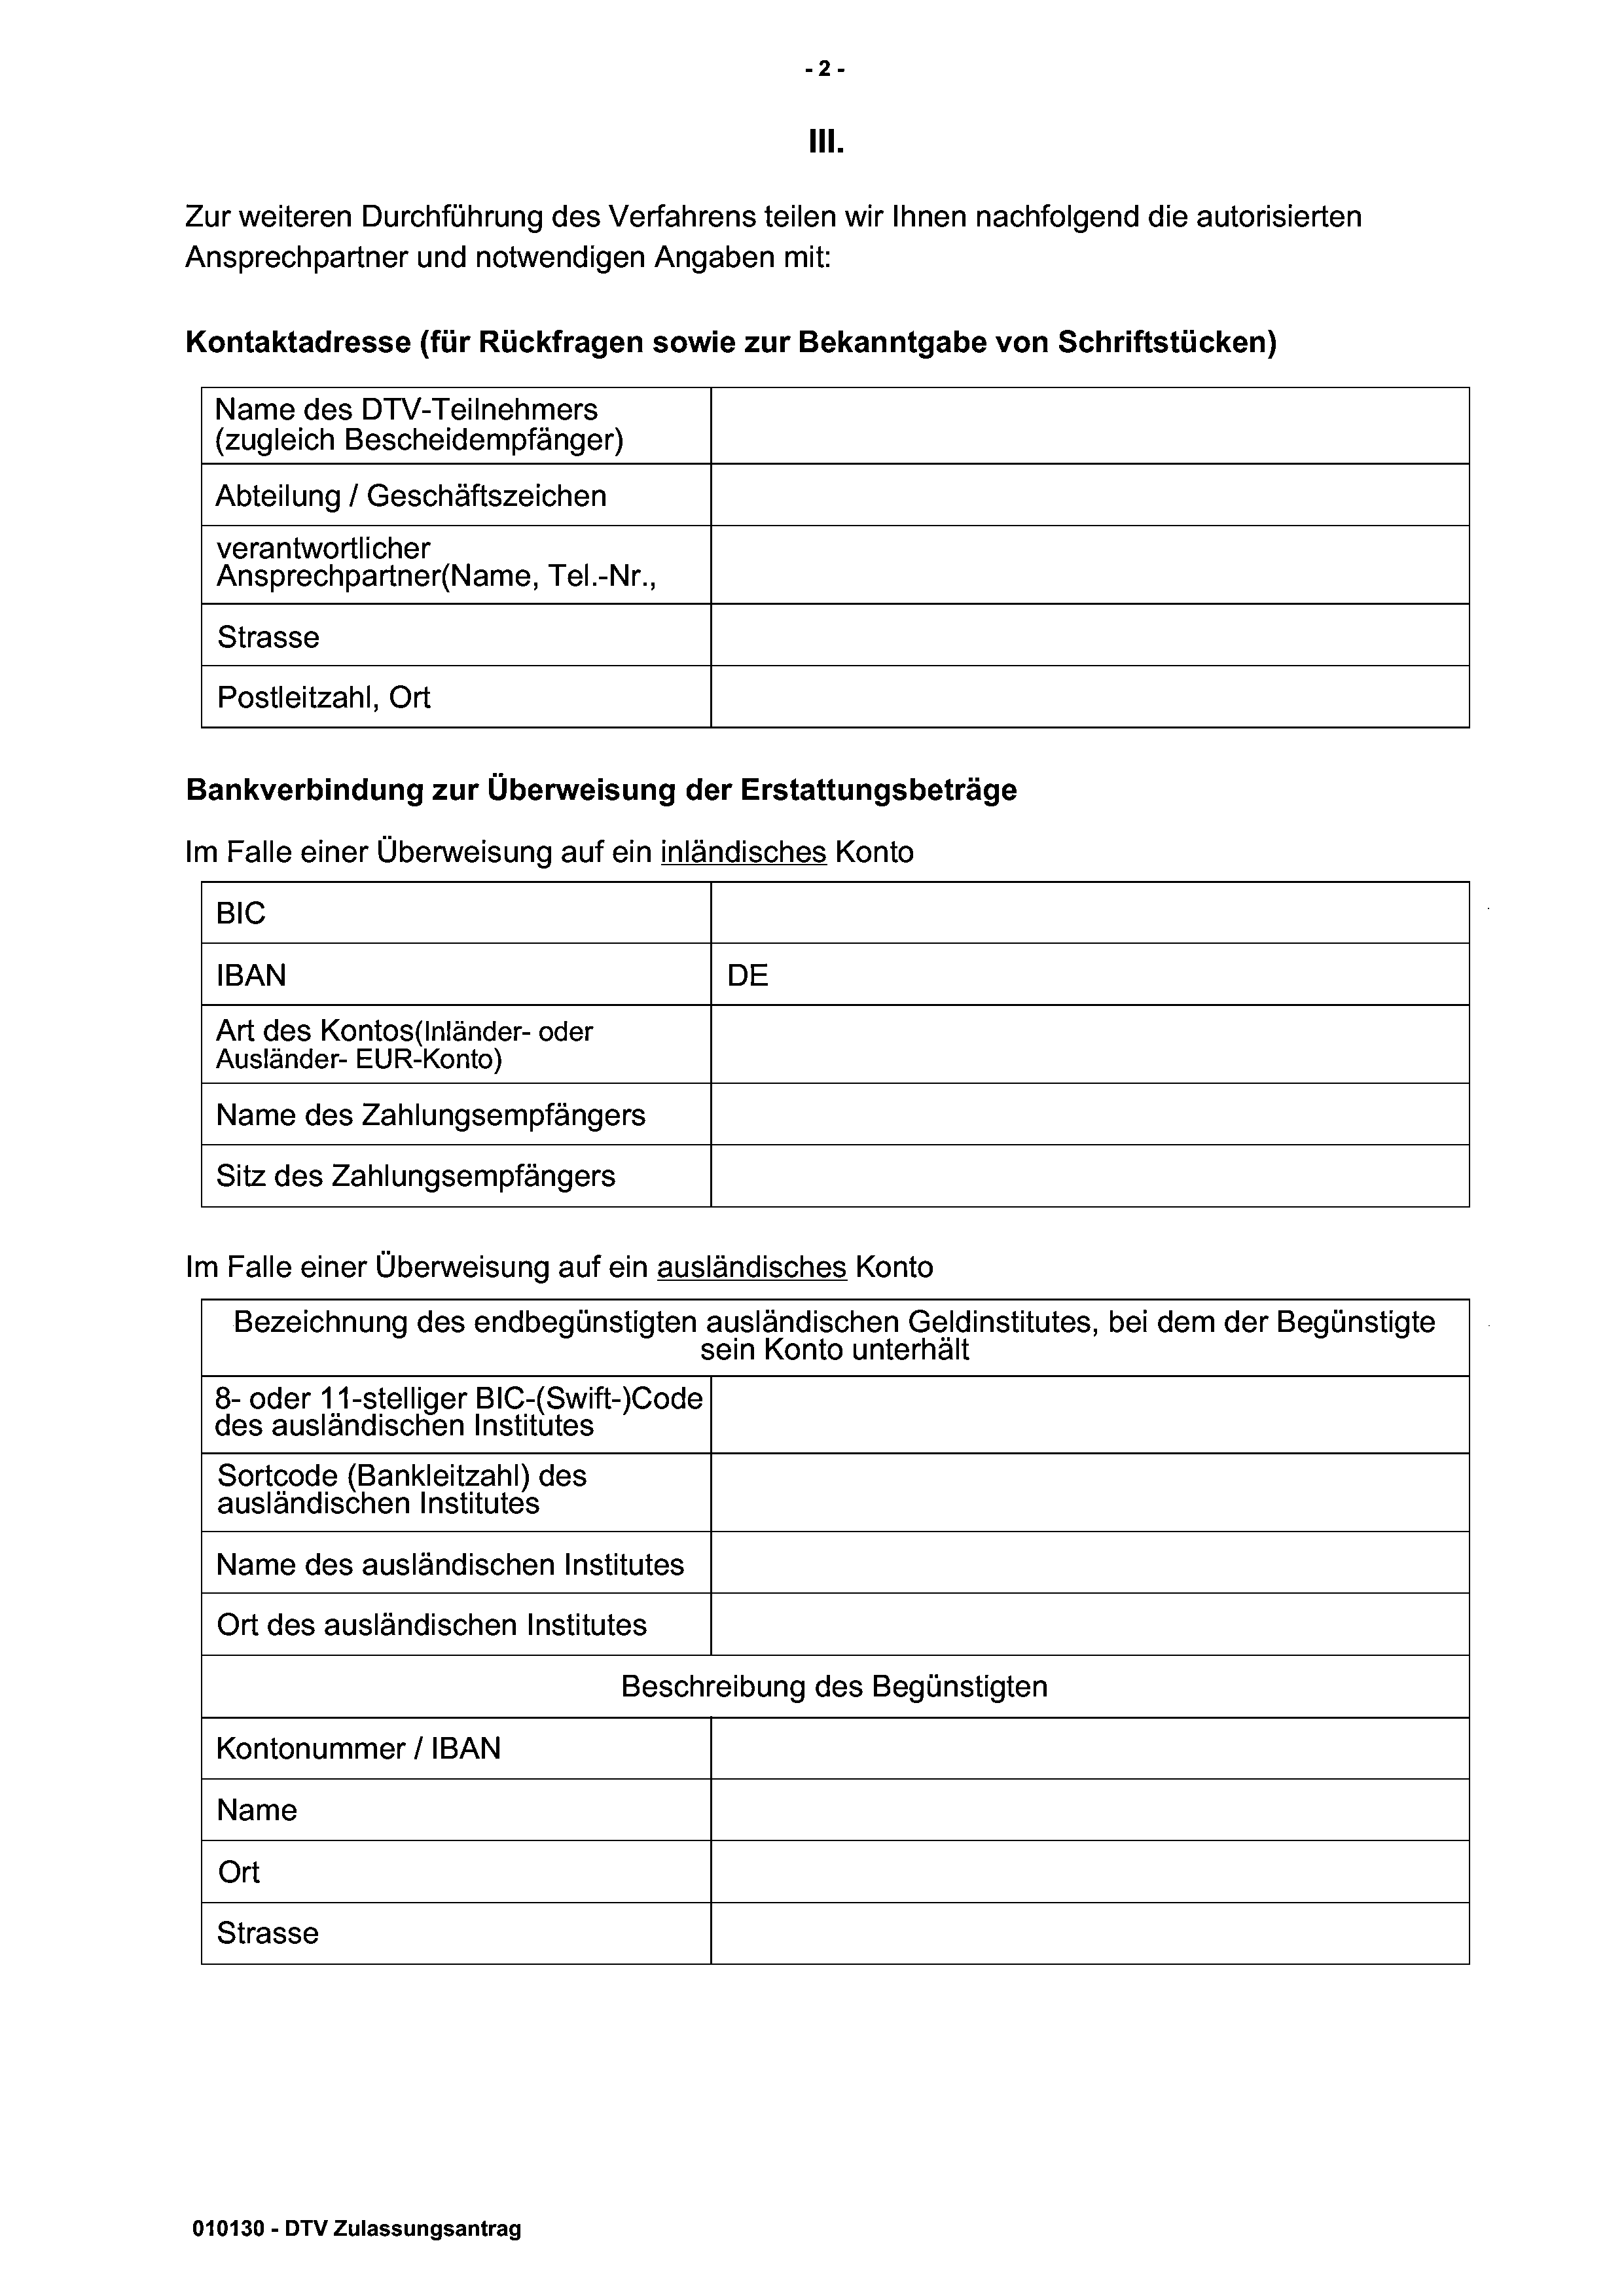 - 2 -
III.
Zur weiteren Durchführung des Verfahrens teilen wir Ihnen nachfolgend die autorisierten
Ansprechpartner und notwendigen Angaben mit:
Kontaktadresse (für Rückfragen sowie zur Bekanntgabe von Schriftstücken)
Name des DTV-Teilnehmers
(zugleich Bescheidempfänger)
Abteilung / Geschäftszeichen
verantwortlicher
Ansprechpartner(Name, Tel.-Nr.,
Strasse
Postleitzahl, Ort
Bankverbindung zur Überweisung der Erstattungsbeträge
Im Falle einer Überweisung auf ein inländisches Konto
BIC
IBAN DE
Art des Kontos(Inländer- oder
Ausländer- EUR-Konto)
Name des Zahlungsempfängers
Sitz des Zahlungsempfängers
Im Falle einer Überweisung auf ein ausländisches Konto
Bezeichnung des endbegünstigten ausländischen Geldinstitutes, bei dem der Begünstigte
sein Konto unterhält
8- oder 11-stelliger BIC-(Swift-)Code
des ausländischen Institutes
Sortcode (Bankleitzahl) des
ausländischen Institutes
Name des ausländischen Institutes
Ort des ausländischen Institutes
Beschreibung des Begünstigten
Kontonummer / IBAN
Name
Ort
Strasse
010130 - DTV Zulassungsantrag